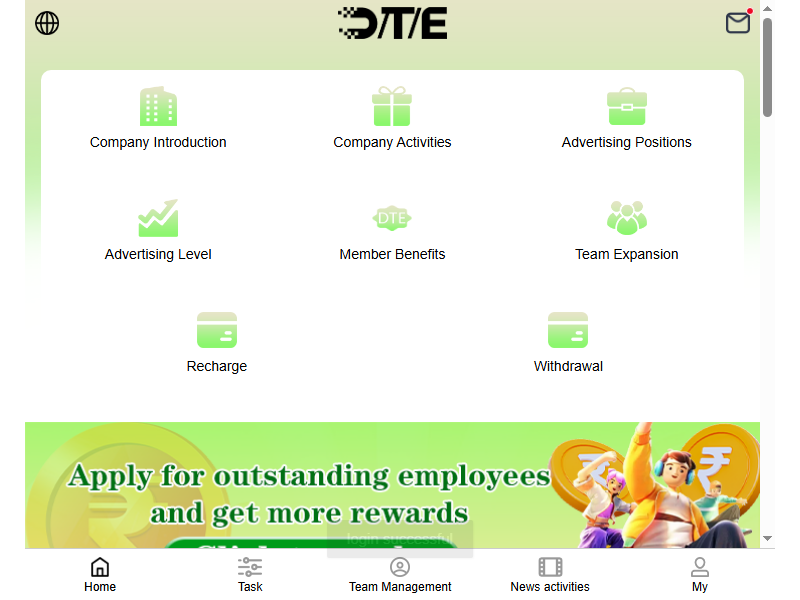 DTE
Company Introduction
Company Activities
Advertising Positions
Advertising Level
DTE
Member Benefits
Team Expansion
Recharge
Withdrawal
Apply for outstanding employees
and get more rewards
login successful
Home
Task
Team Management
News activities
My